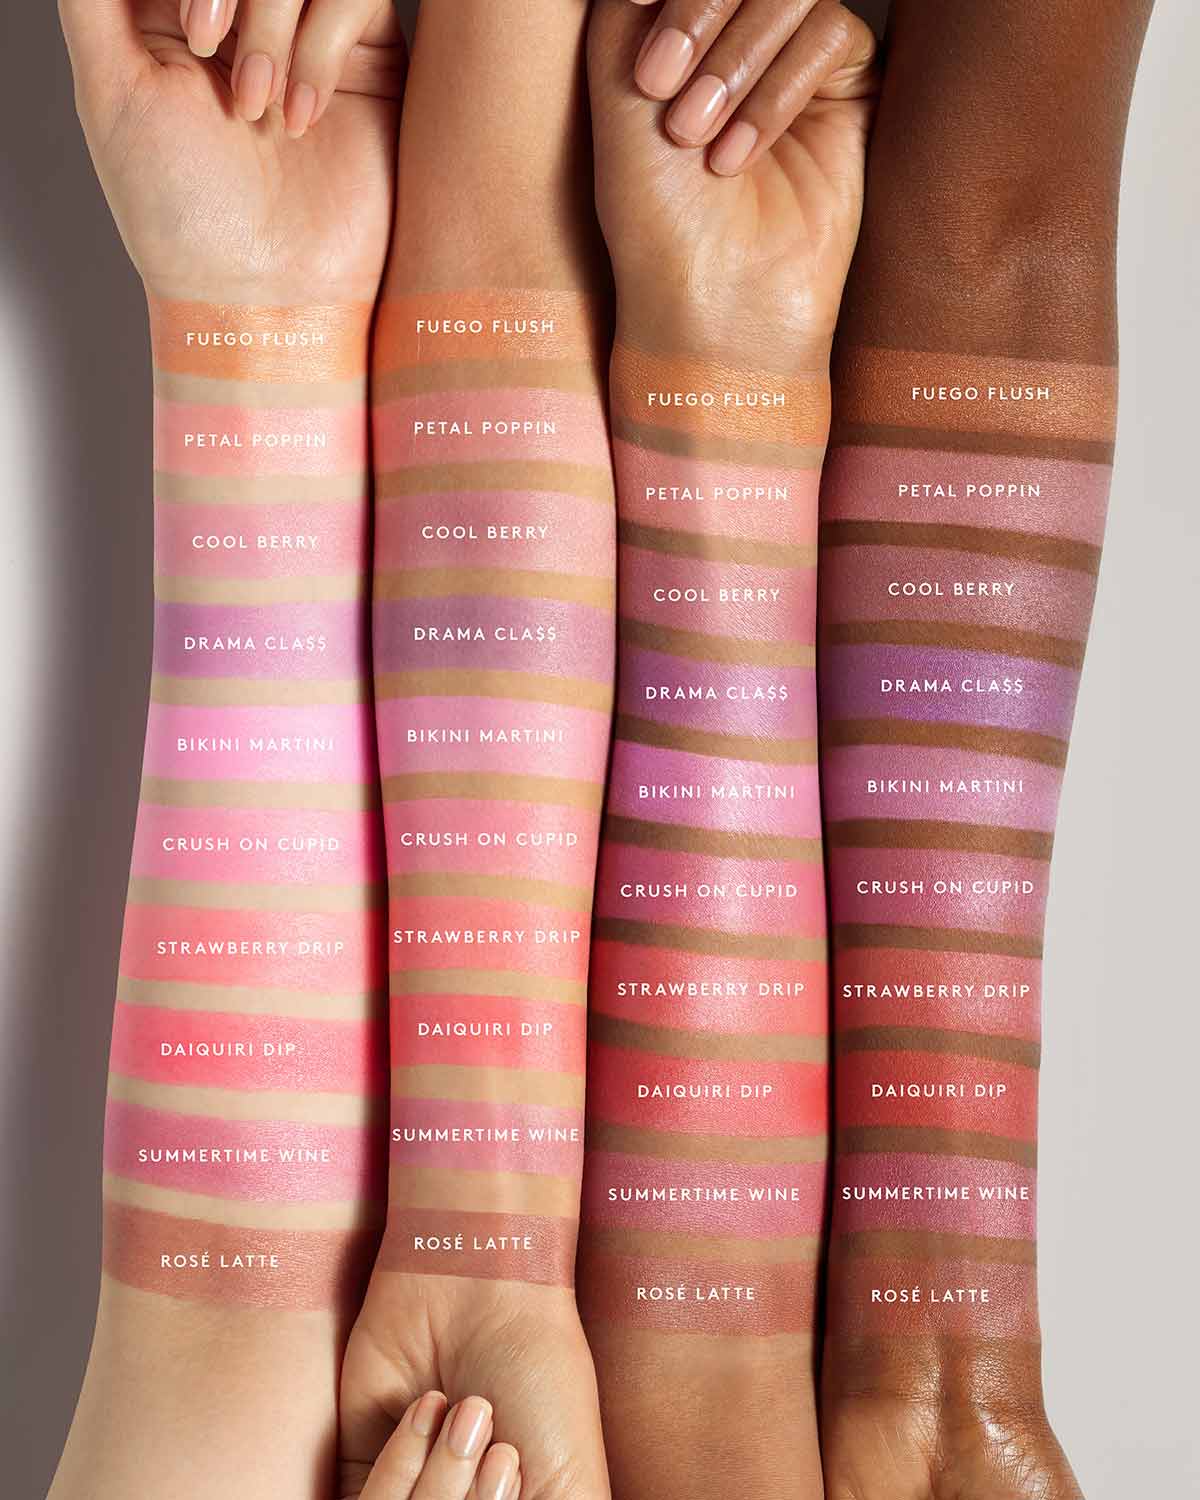 FUEGO FLUSH
PETAL POPPIN
COOL BERRY
DRAMA CLA$$
BIKINI MARTINI
CRUSH ON CUPID
STRAWBERRY DRIP
DAIQUIRI DIP
SUMMERTIME WINE
ROSÉ LATTE
FUEGO FLUSH
PETAL POPPIN
COOL BERRY
DRAMA CLA$$
BIKINI MARTINI
CRUSH ON CUPID
STRAWBERRY DRIP
DAIQUIRI DIP
SUMMERTIME WINE
ROSÉ LATTE
FUEGO FLUSH
PETAL POPPIN
COOL BERRY
DRAMA CLA$$
BIKINI MARTINI
CRUSH ON CUPID
STRAWBERRY DRIP
DAIQUIRI DIP
SUMMERTIME WINE
ROSÉ LATTE
FUEGO FLUSH
PETAL POPPIN
COOL BERRY
DRAMA CLA$$
BIKINI MARTINI
CRUSH ON CUPID
STRAWBERRY DRIP
DAIQUIRI DIP
SUMMERTIME WINE
ROSÉ LATTE